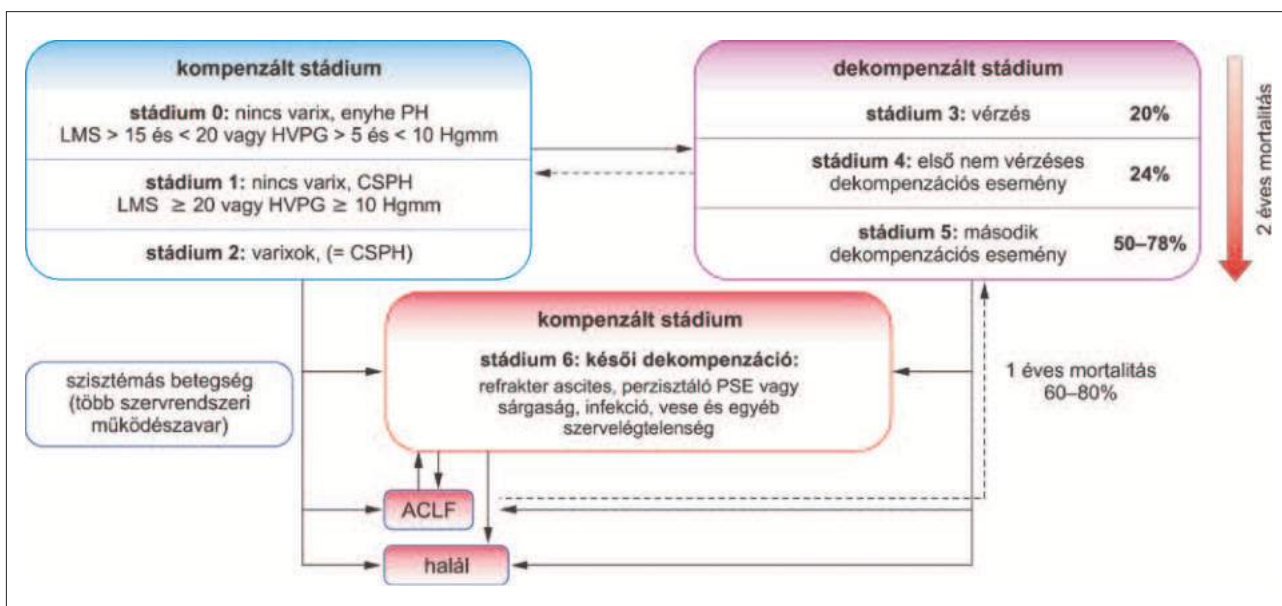 kompenzált stádium
stádium 0: nincs varix, enyhe PH
LMS > 15 és < 20 vagy HVPG > 5 és < 10 Hgmm
stádium 1: nincs varix, CSPH
LMS ≥ 20 vagy HVPG ≥ 10 Hgmm
stádium 2: varixok, (= CSPH)
dekompenzált stádium
stádium 3: vérzés 20%
stádium 4: első nem vérzéses
dekompenzációs esemény
24%
stádium 5: második
dekompenzációs esemény
50–78%
2 éves mortalitás
kompenzált stádium
stádium 6: késői dekompenzáció:
refrakter ascites, perzisztáló PSE vagy
sárgaság, infekció, vese és egyéb
szervelégtelenség
szisztémás betegség
(több szervrendszeri
működészavar)
1 éves mortalitás
60–80%
ACLF
halál